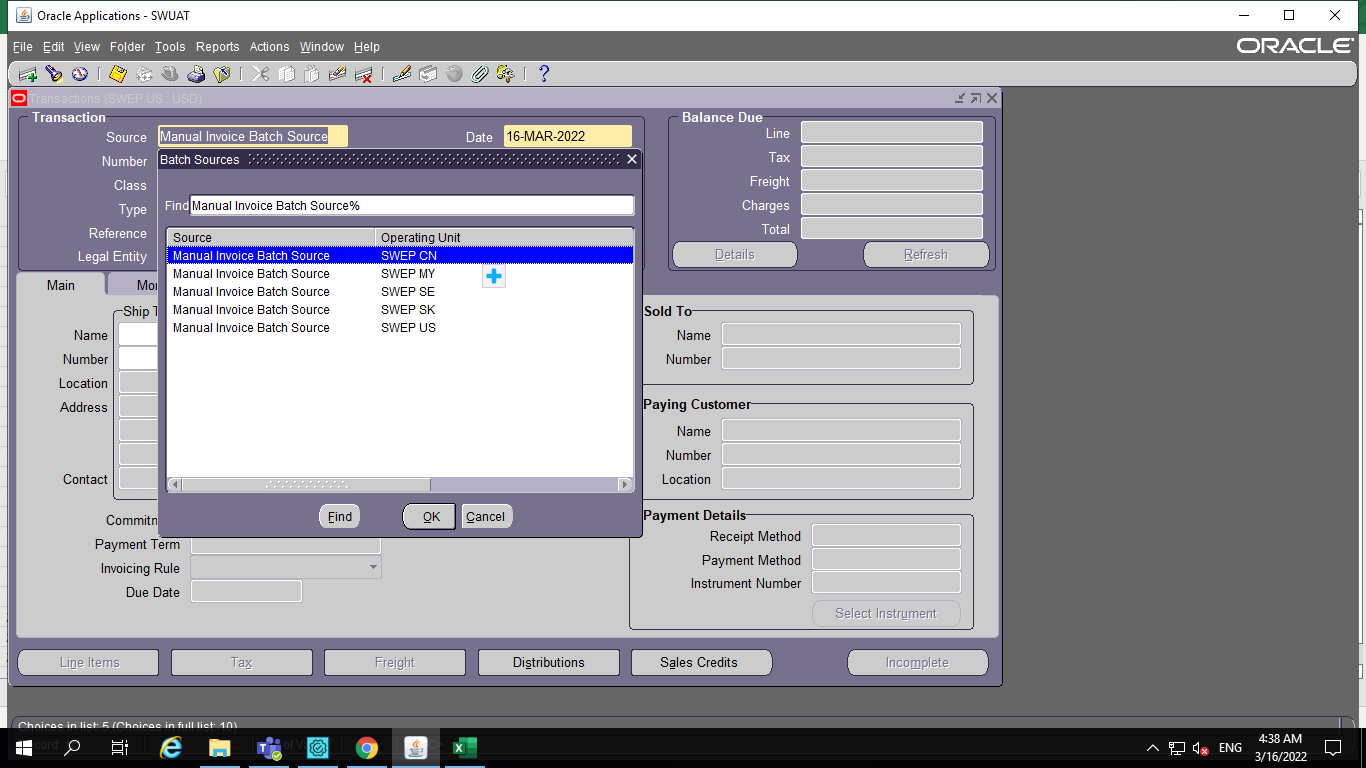 Oracle Applications - SWUAT
File Edit View Folder Tools Reports Actions Window Help
ORACLE
Transactions (SWEP US : USD)
Transaction
Source Manual Invoice Batch Source Date 16-MAR-2022
Number
Class
Type
Reference
Legal Entity
Batch Sources
Find Manual Invoice Batch Source%
Source Operating Unit
Manual Invoice Batch Source SWEP CN
Manual Invoice Batch Source SWEP MY
Manual Invoice Batch Source SWEP SE
Manual Invoice Batch Source SWEP SK
Manual Invoice Batch Source SWEP US
Find OK Cancel
Balance Due
Line
Tax
Freight
Charges
Total
Details Refresh
Main Mo
Ship T
Name
Number
Location
Address
Contact
Commitm
Payment Term
Invoicing Rule
Due Date
Sold To
Name
Number
Paying Customer
Name
Number
Location
Payment Details
Receipt Method
Payment Method
Instrument Number
Select Instrument
Line Items Tax Freight Distributions Sales Credits Incomplete
Choices in list: 5 (Choices in full list: 10)
ENG
4:38 AM
3/16/2022